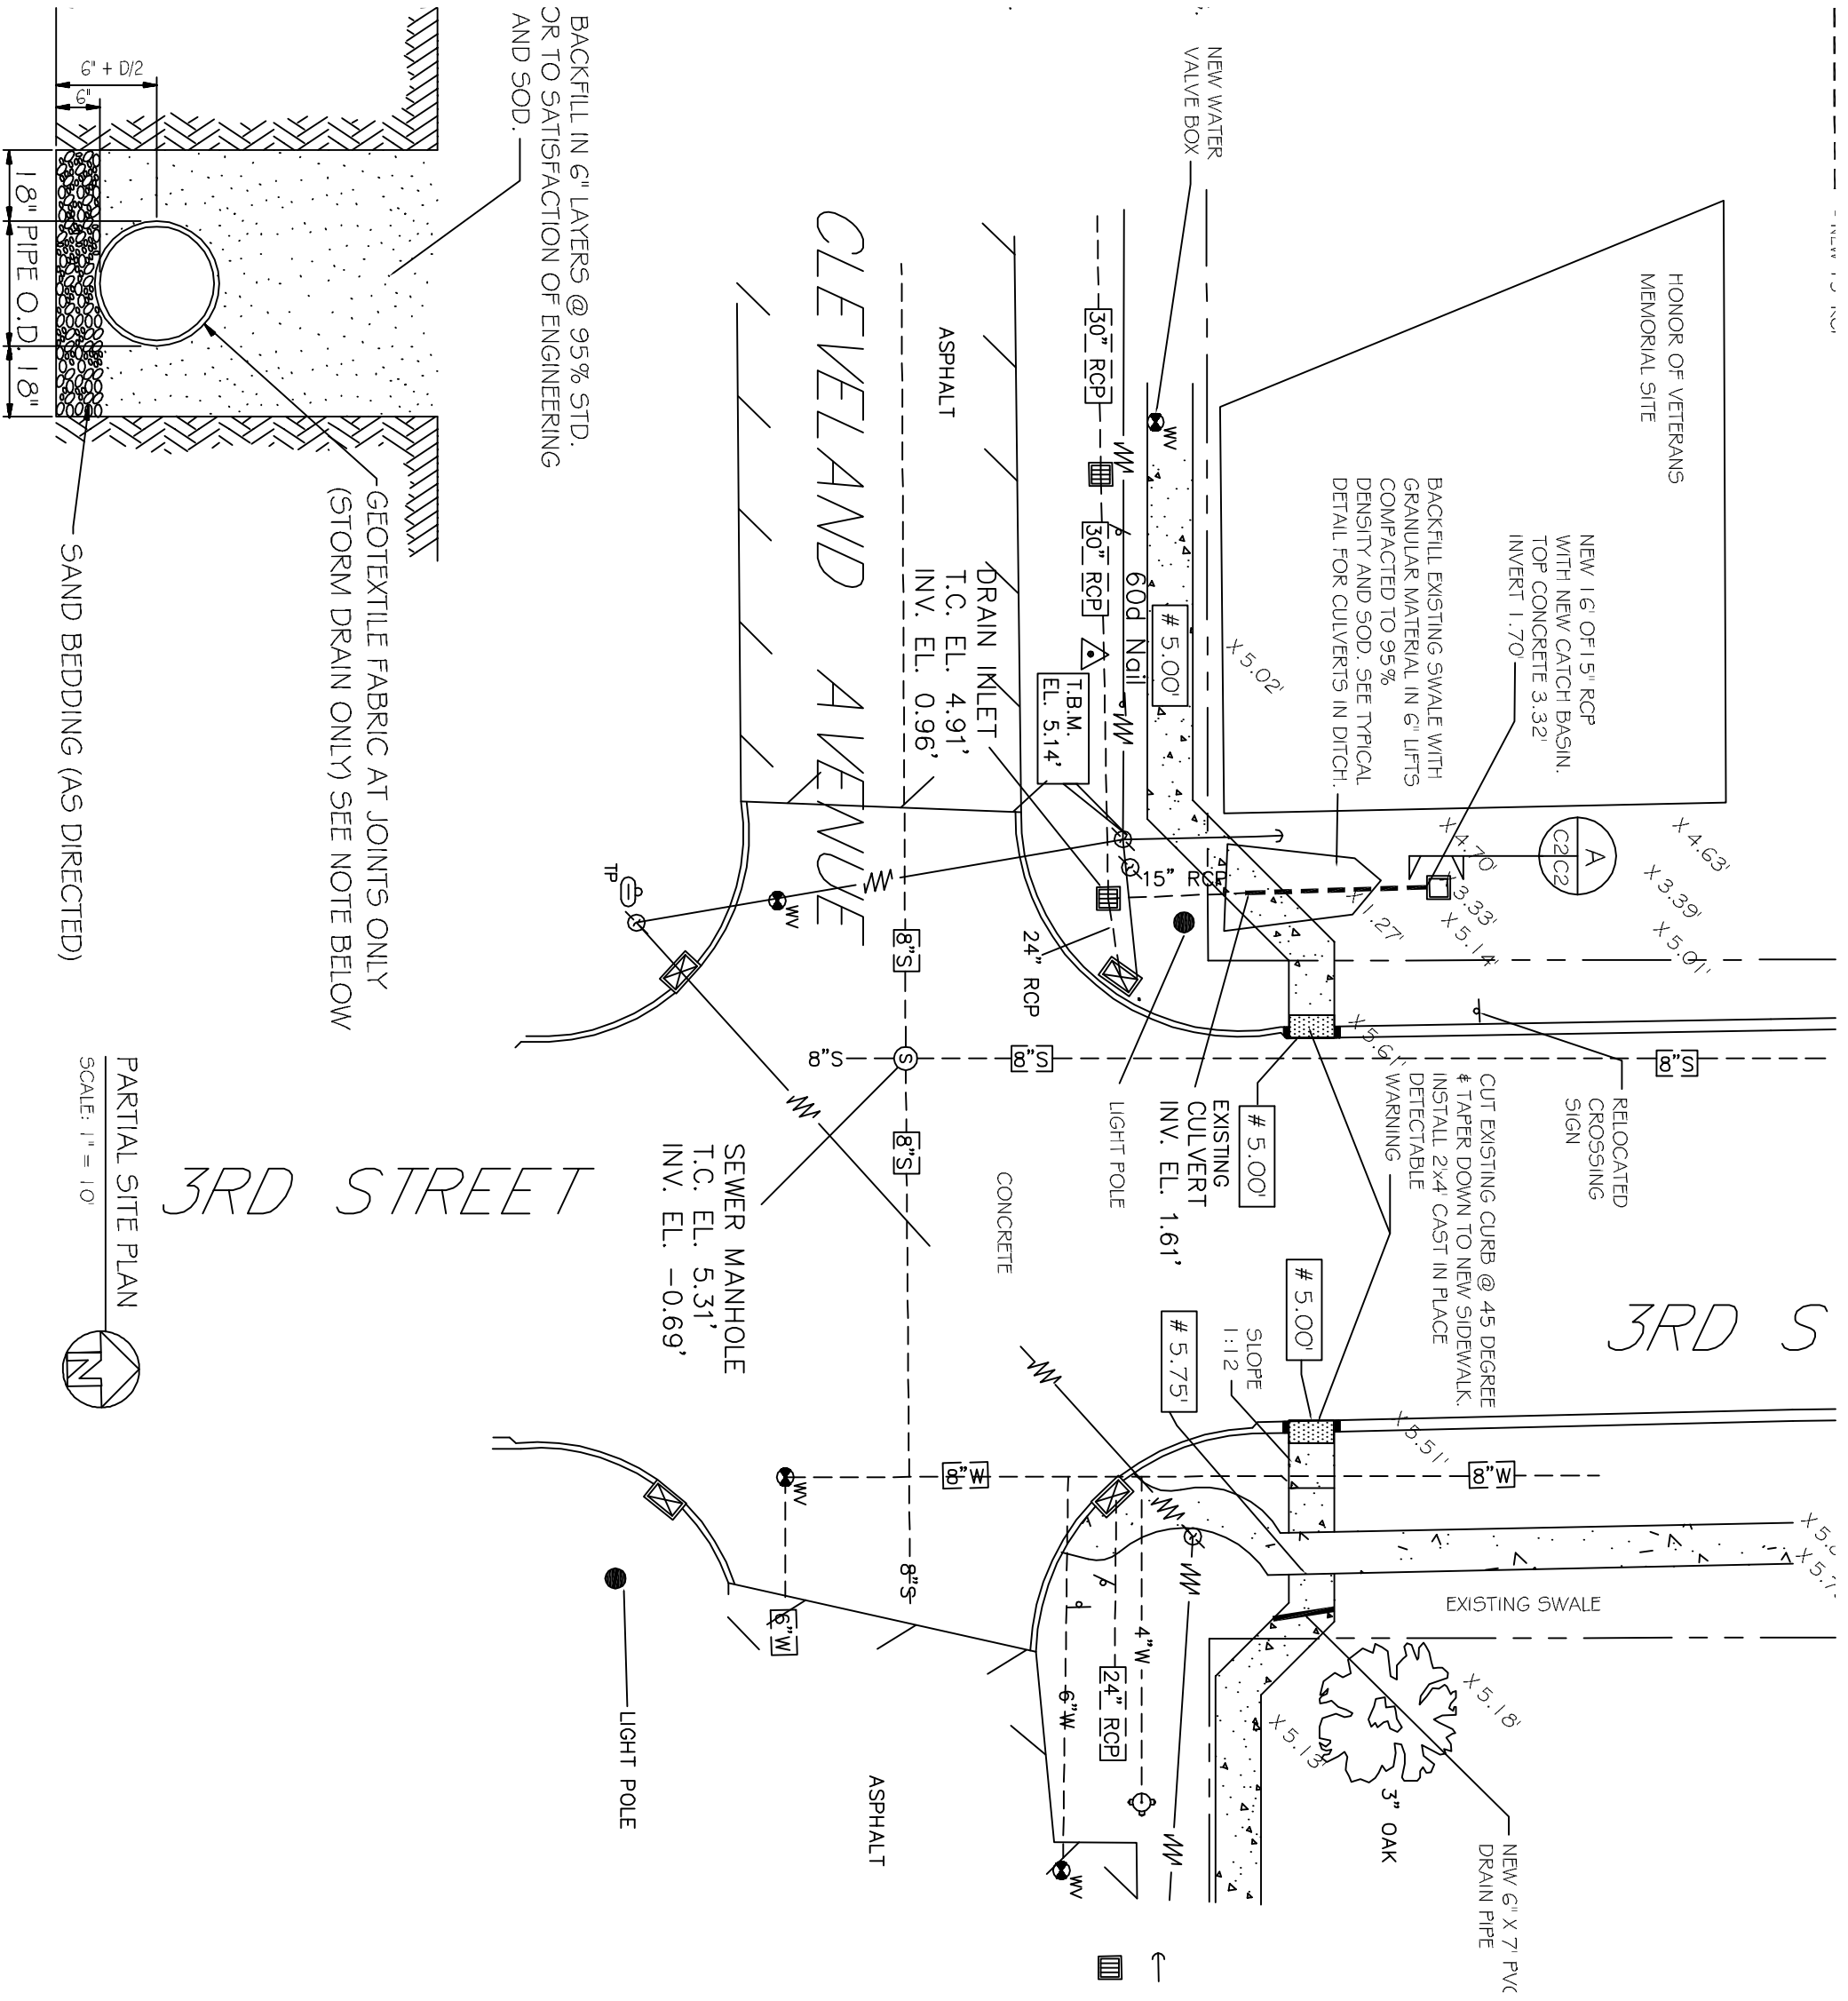 BACKFILL IN 6" LAYERS @ 95% STD.
OR TO SATISFACTION OF ENGINEERING
AND SOD.
6" + D/2
6"
18"
PIPE O.D.
18"
GEOTEXTILE FABRIC AT JOINTS ONLY
(STORM DRAIN ONLY) SEE NOTE BELOW
SAND BEDDING (AS DIRECTED)
NEW WATER
VALVE BOX
HONOR OF VETERANS
MEMORIAL SITE
NEW 16' OF 15" RCP
WITH NEW CATCH BASIN.
TOP CONCRETE 3.32'
INVERT 1.70'
BACKFILL EXISTING SWALE WITH
GRANULAR MATERIAL IN 6" LIFTS
COMPACTED TO 95%
DENSITY AND SOD. SEE TYPICAL
DETAIL FOR CULVERTS IN DITCH.
CLEVELAND AVENUE
ASPHALT
30" RCP
WV
30" RCP
60d Nail
# 5.00'
X 5.02'
T.B.M.
EL. 5.14'
DRAIN INLET
T.C. EL. 4.91'
INV. EL. 0.96'
A
C2 C2
X 4.70'
X 4.63'
X 3.33'
X 3.39'
X 5.14'
X 5.01'
X 1.27'
15" RCP
24" RCP
TP
WV
8"S
8"S
8"S
8"S
8"S
S
X 5.61'
RELOCATED
CROSSING
SIGN
CUT EXISTING CURB @ 45 DEGREE
& TAPER DOWN TO NEW SIDEWALK.
INSTALL 2'x4' CAST IN PLACE
DETECTABLE
WARNING
# 5.00'
EXISTING
CULVERT
INV. EL. 1.61'
LIGHT POLE
CONCRETE
SEWER MANHOLE
T.C. EL. 5.31'
INV. EL. -0.69'
3RD STREET
3RD S
PARTIAL SITE PLAN
SCALE: 1" = 10'
N
# 5.00'
SLOPE
1:12
# 5.75'
X 5.51'
8"W
8"W
WV
6"W
8"S
4"W
6"W
24" RCP
EXISTING SWALE
X 5.18'
X 5.13'
3" OAK
NEW 6" X 7' PVC
DRAIN PIPE
LIGHT POLE
ASPHALT
WV